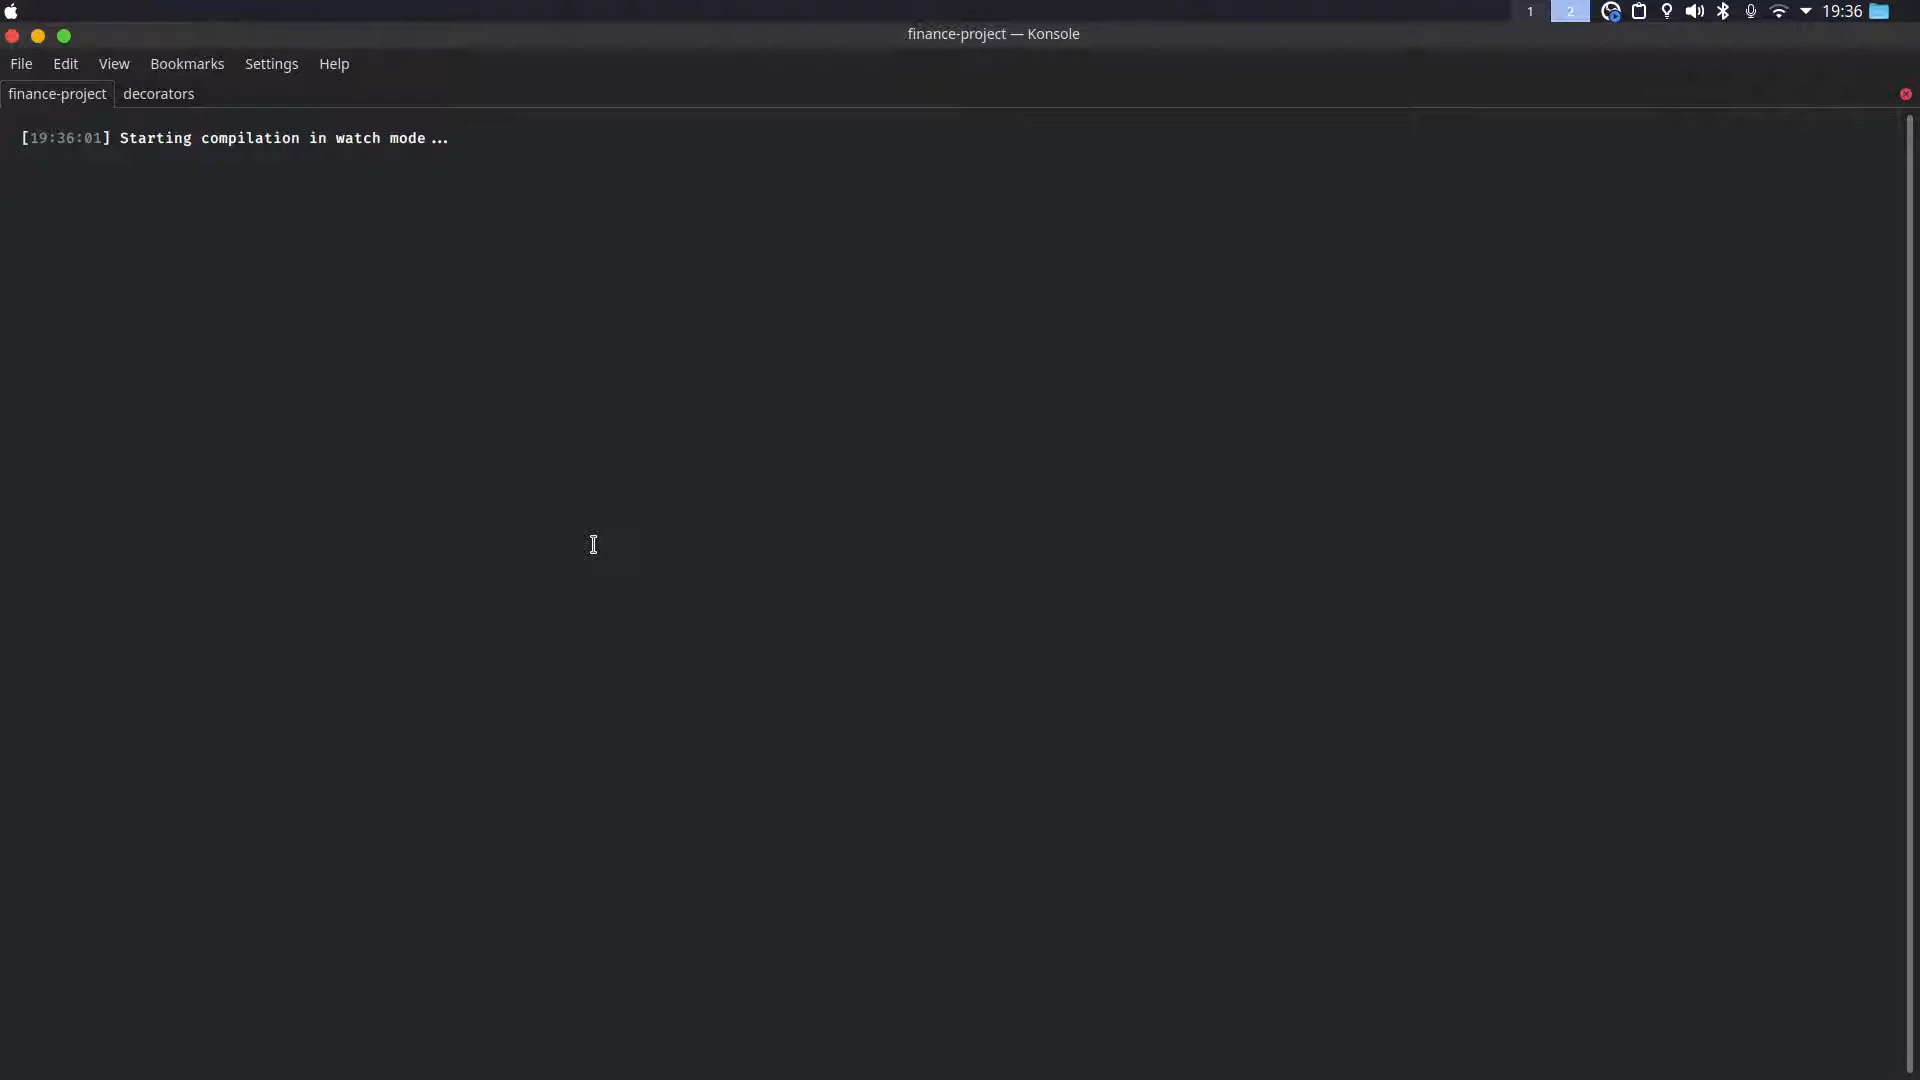 1 2 19:36
finance-project — Konsole
File Edit View Bookmarks Settings Help
finance-project decorators
[19:36:01] Starting compilation in watch mode...